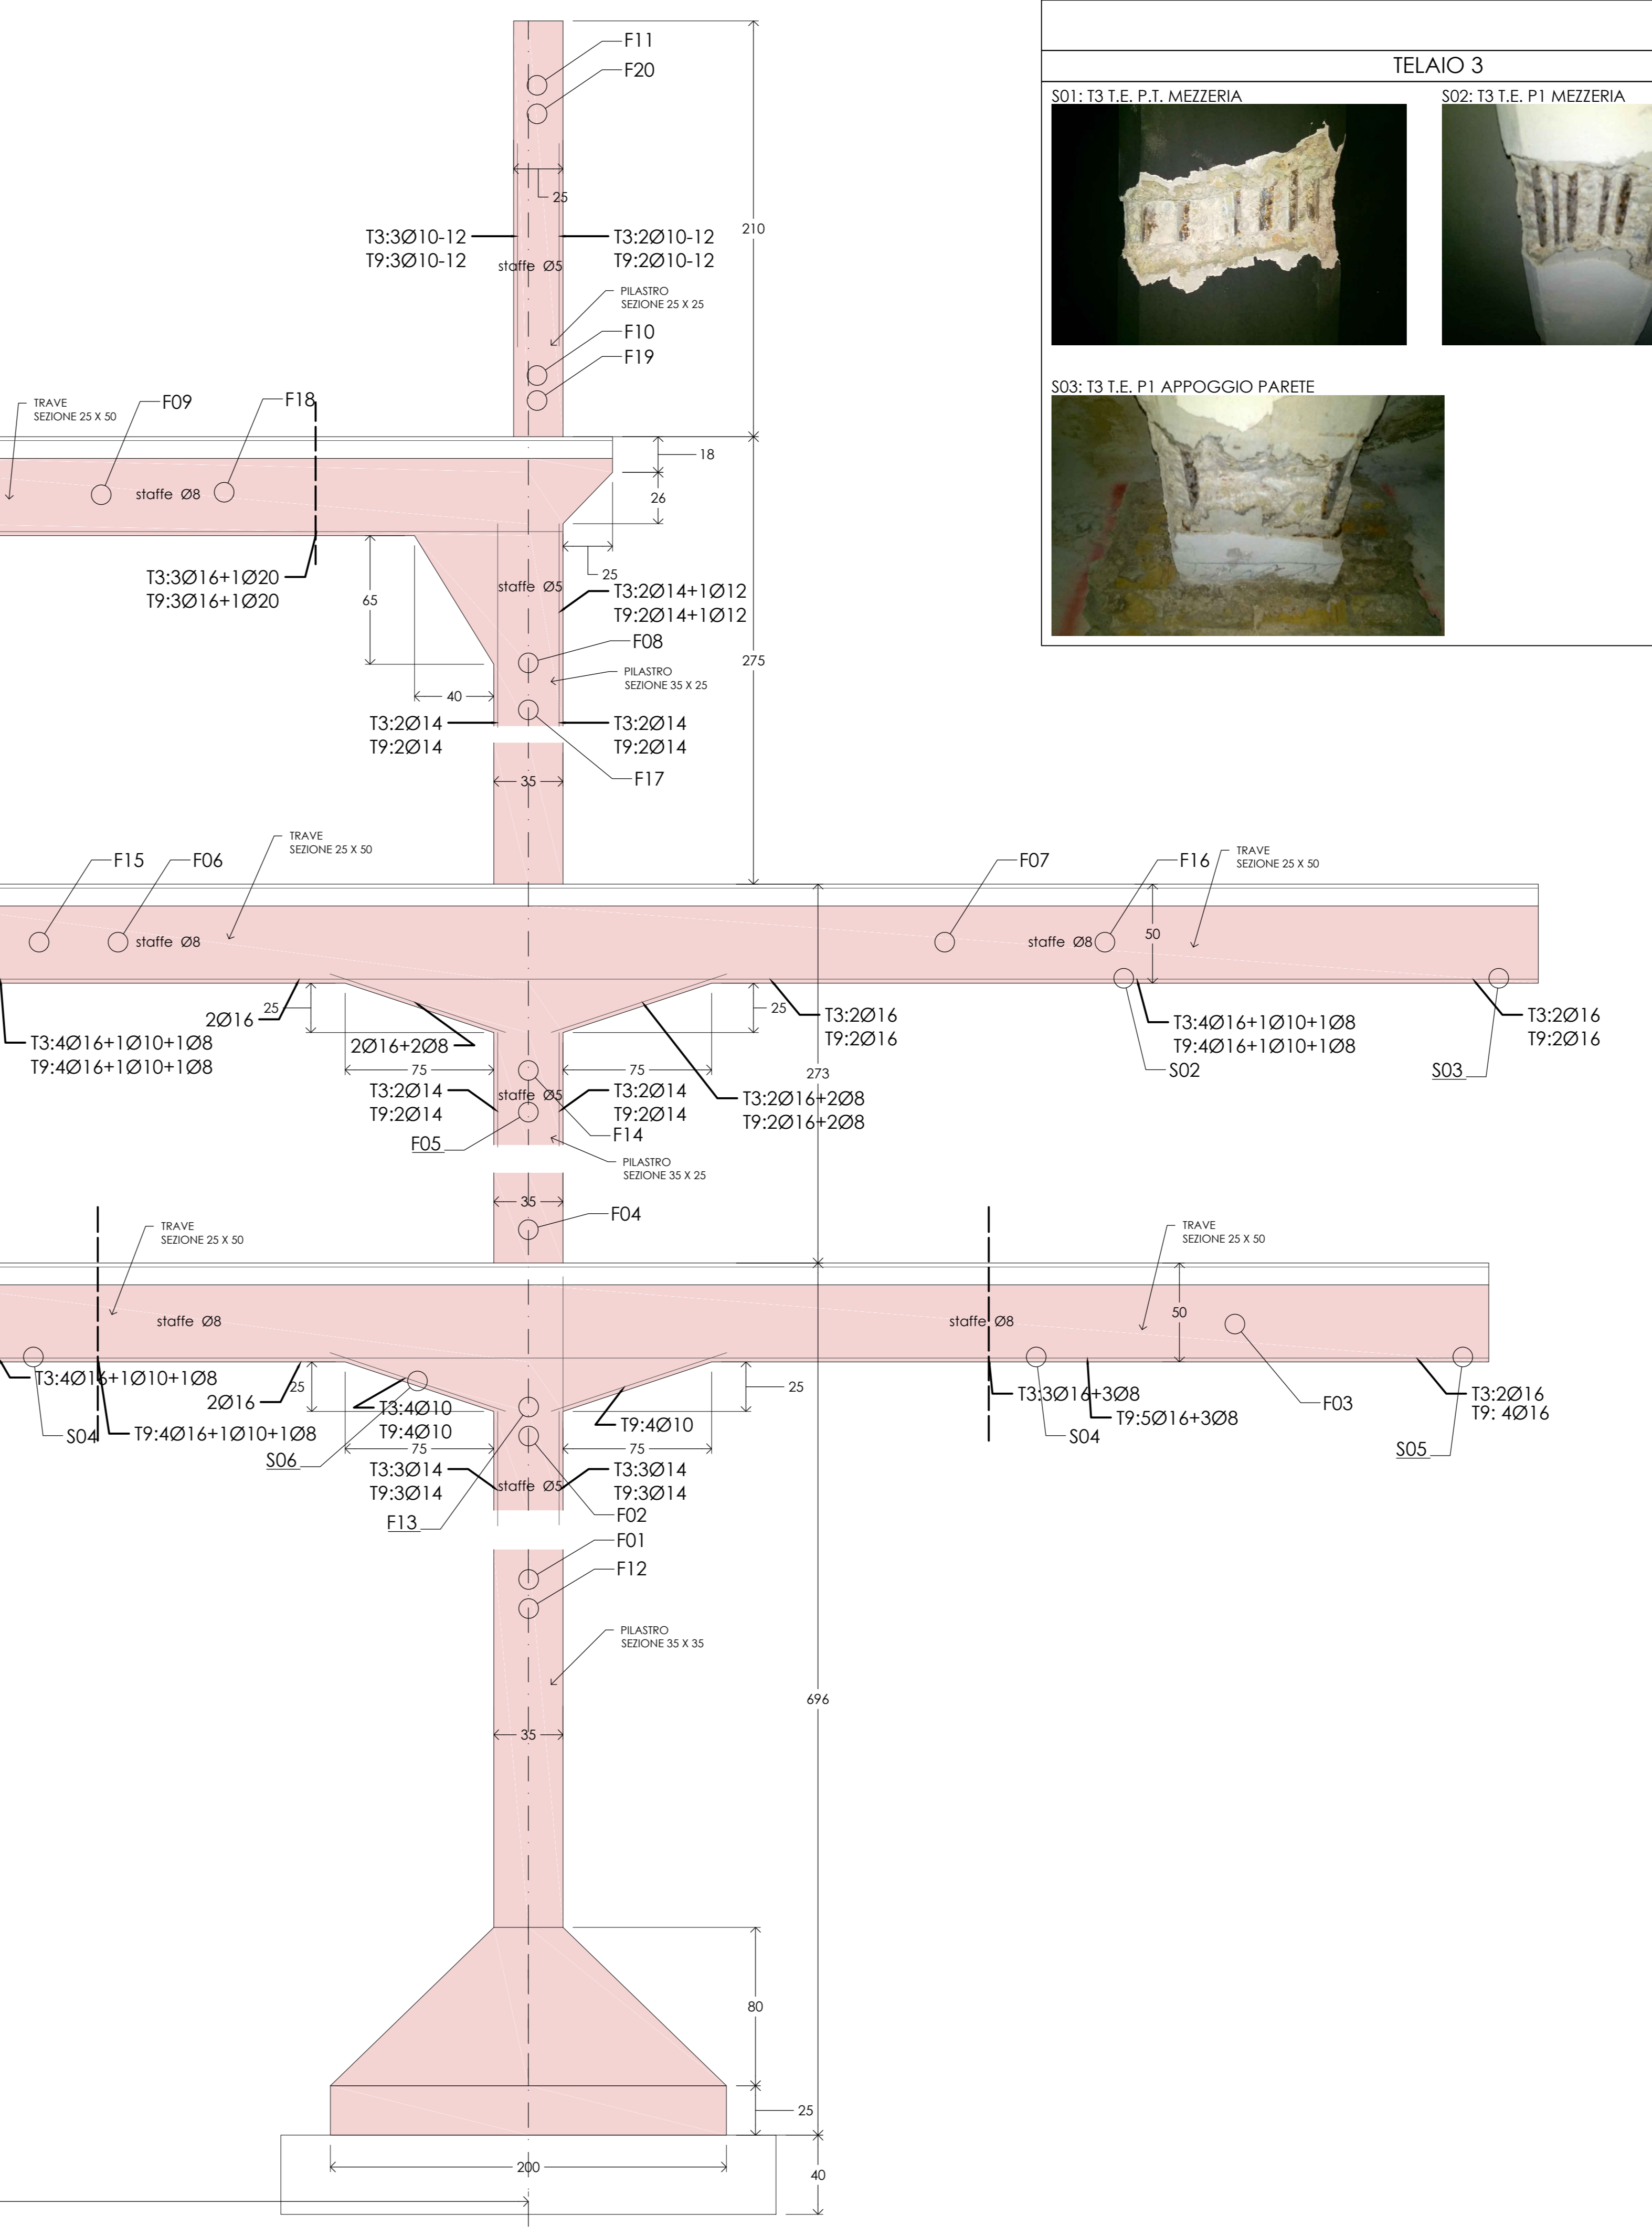 F11
F20
25
210
T3:3Ø10-12
T9:3Ø10-12
T3:2Ø10-12
T9:2Ø10-12
staffe Ø5
PILASTRO
SEZIONE 25 X 25
F10
F19
TRAVE
SEZIONE 25 X 50
F09
F18
staffe Ø8
18
26
25
T3:3Ø16+1Ø20
T9:3Ø16+1Ø20
65
staffe Ø5
T3:2Ø14+1Ø12
T9:2Ø14+1Ø12
F08
275
PILASTRO
SEZIONE 35 X 25
40
T3:2Ø14
T9:2Ø14
T3:2Ø14
T9:2Ø14
F17
35
TRAVE
SEZIONE 25 X 50
F15
F06
staffe Ø8
F07
F16
TRAVE
SEZIONE 25 X 50
staffe Ø8
50
25
2Ø16
T3:4Ø16+1Ø10+1Ø8
T9:4Ø16+1Ø10+1Ø8
2Ø16+2Ø8
25
T3:2Ø16
T9:2Ø16
T3:4Ø16+1Ø10+1Ø8
T9:4Ø16+1Ø10+1Ø8
S02
T3:2Ø16
T9:2Ø16
S03
75
75
273
T3:2Ø14
T9:2Ø14
staffe Ø5
T3:2Ø14
T9:2Ø14
T3:2Ø16+2Ø8
T9:2Ø16+2Ø8
F05
F14
PILASTRO
SEZIONE 35 X 25
35
F04
TRAVE
SEZIONE 25 X 50
TRAVE
SEZIONE 25 X 50
staffe Ø8
staffe Ø8
50
T3:4Ø16+1Ø10+1Ø8
2Ø16
25
T3:4Ø10
T9:4Ø10
T9:4Ø10
25
T3:3Ø16+3Ø8
T9:5Ø16+3Ø8
F03
T3:2Ø16
T9: 4Ø16
S04
T9:4Ø16+1Ø10+1Ø8
S06
75
75
S04
S05
T3:3Ø14
T9:3Ø14
staffe Ø5
T3:3Ø14
T9:3Ø14
F13
F02
F01
F12
PILASTRO
SEZIONE 35 X 35
696
35
80
25
200
40
TELAIO 3
S01: T3 T.E. P.T. MEZZERIA
S02: T3 T.E. P1 MEZZERIA
S03: T3 T.E. P1 APPOGGIO PARETE